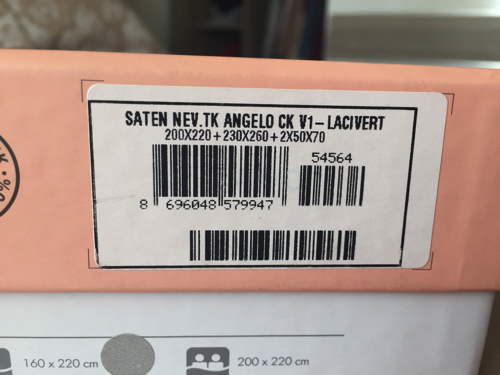 SATEN NEV.TK ANGELO CK V1-LACIVERT
200X220+230X260+2X50X70
54564
8 696048 579947
160 x 220 cm
200 x 220 cm